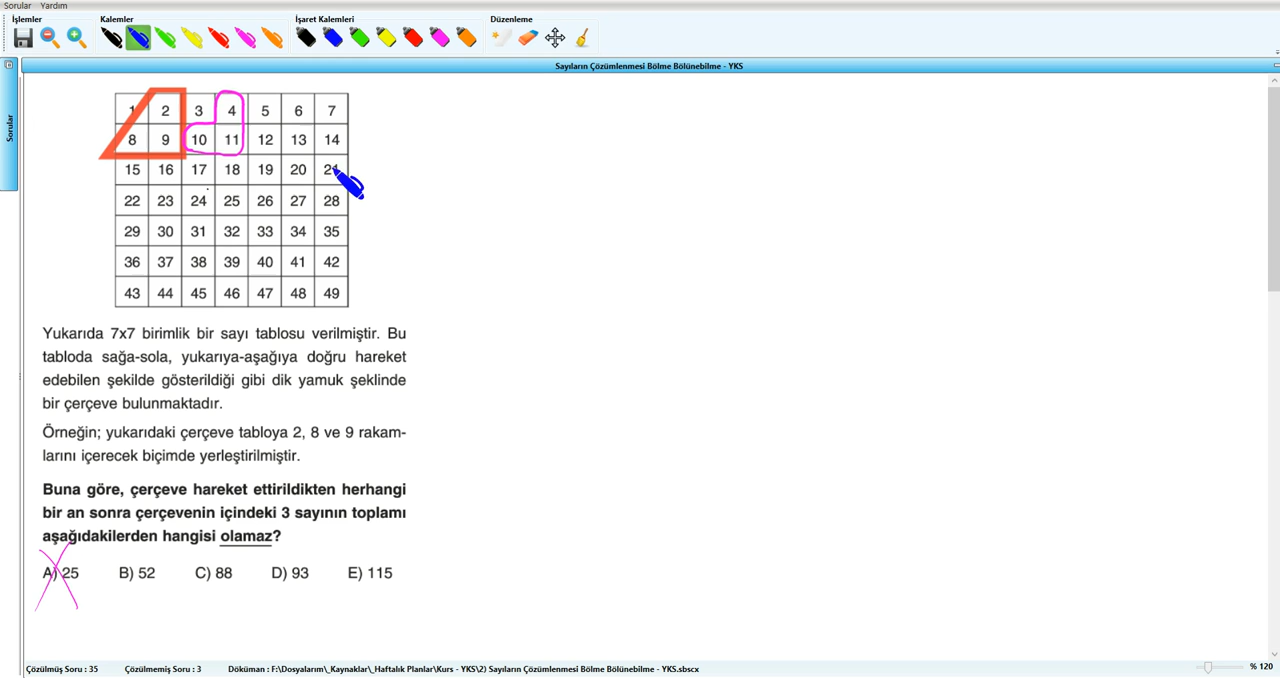 Sorular Yardım
İşlemler Kalemler İşaret Kalemleri Düzenleme
Sayıların Çözümlenmesi Bölme Bölünebilme - YKS
Sorular
1 2 3 4 5 6 7
8 9 10 11 12 13 14
15 16 17 18 19 20 21
22 23 24 25 26 27 28
29 30 31 32 33 34 35
36 37 38 39 40 41 42
43 44 45 46 47 48 49
Yukarıda 7x7 birimlik bir sayı tablosu verilmiştir. Bu
tabloda sağa-sola, yukarıya-aşağıya doğru hareket
edebilen şekilde gösterildiği gibi dik yamuk şeklinde
bir çerçeve bulunmaktadır.
Örneğin; yukarıdaki çerçeve tabloya 2, 8 ve 9 rakam-
larını içerecek biçimde yerleştirilmiştir.
Buna göre, çerçeve hareket ettirildikten herhangi
bir an sonra çerçevenin içindeki 3 sayının toplamı
aşağıdakilerden hangisi olamaz?
A) 25 B) 52 C) 88 D) 93 E) 115
Çözülmüş Soru : 35 Çözülmemiş Soru : 3 Döküman : F:\Dosyalarım\_Kaynaklar\_Haftalık Planlar\Kurs - YKS\2) Sayıların Çözümlenmesi Bölme Bölünebilme - YKS.sbscx % 120